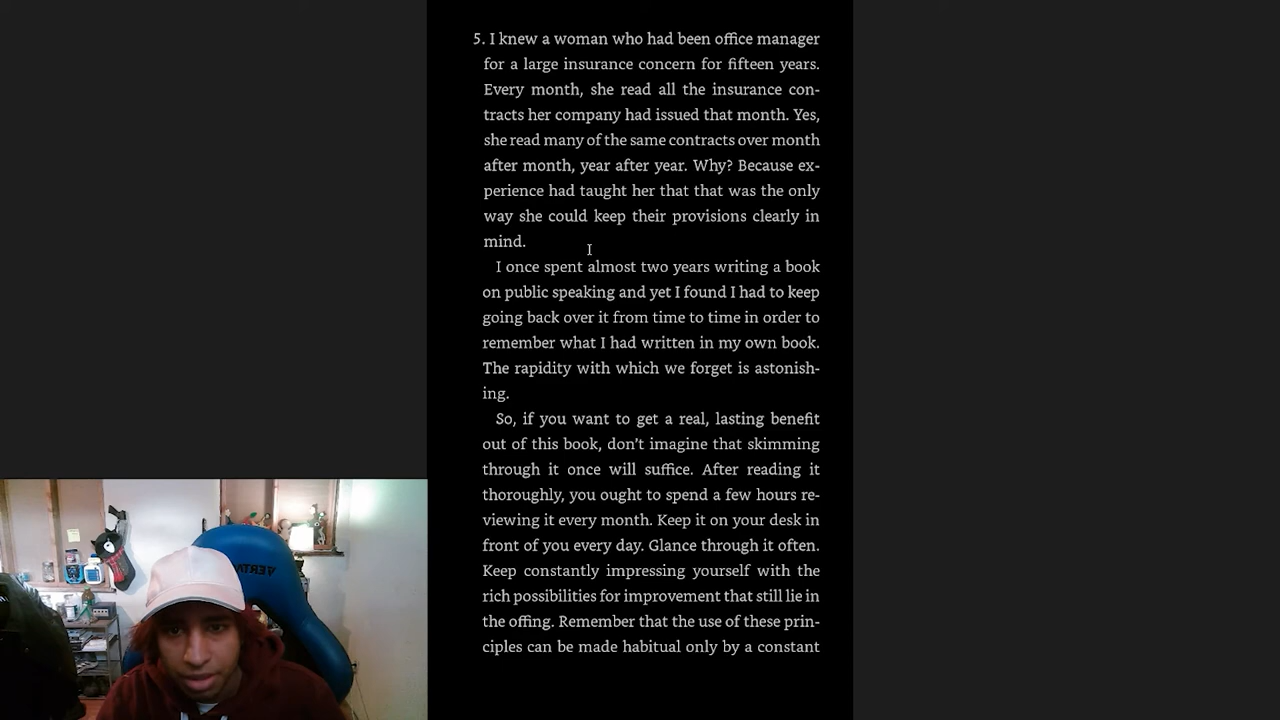 5. I knew a woman who had been office manager
for a large insurance concern for fifteen years.
Every month, she read all the insurance con-
tracts her company had issued that month. Yes,
she read many of the same contracts over month
after month, year after year. Why? Because ex-
perience had taught her that that was the only
way she could keep their provisions clearly in
mind.
I once spent almost two years writing a book
on public speaking and yet I found I had to keep
going back over it from time to time in order to
remember what I had written in my own book.
The rapidity with which we forget is astonish-
ing.
So, if you want to get a real, lasting benefit
out of this book, don't imagine that skimming
through it once will suffice. After reading it
thoroughly, you ought to spend a few hours re-
viewing it every month. Keep it on your desk in
front of you every day. Glance through it often.
Keep constantly impressing yourself with the
rich possibilities for improvement that still lie in
the offing. Remember that the use of these prin-
ciples can be made habitual only by a constant